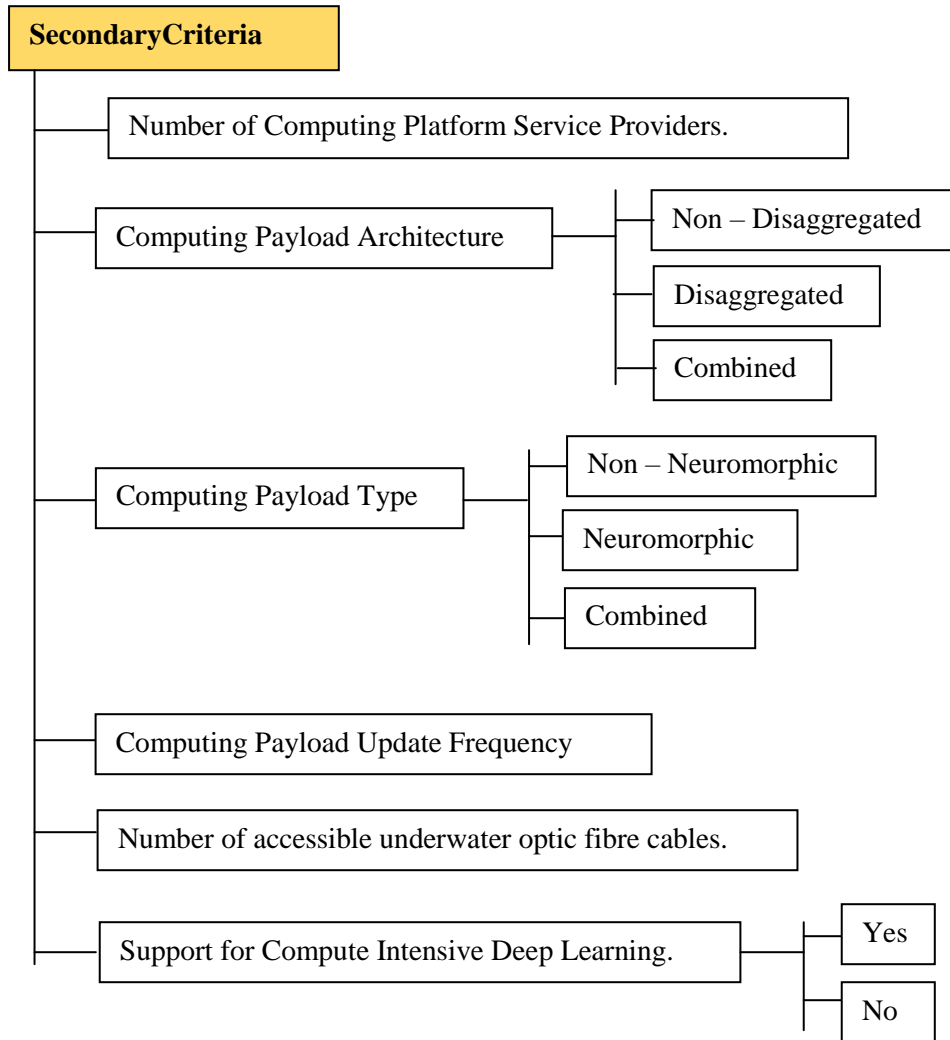 SecondaryCriteria
Number of Computing Platform Service Providers.
Computing Payload Architecture
Non – Disaggregated
Disaggregated
Combined
Computing Payload Type
Non – Neuromorphic
Neuromorphic
Combined
Computing Payload Update Frequency
Number of accessible underwater optic fibre cables.
Support for Compute Intensive Deep Learning.
Yes
No